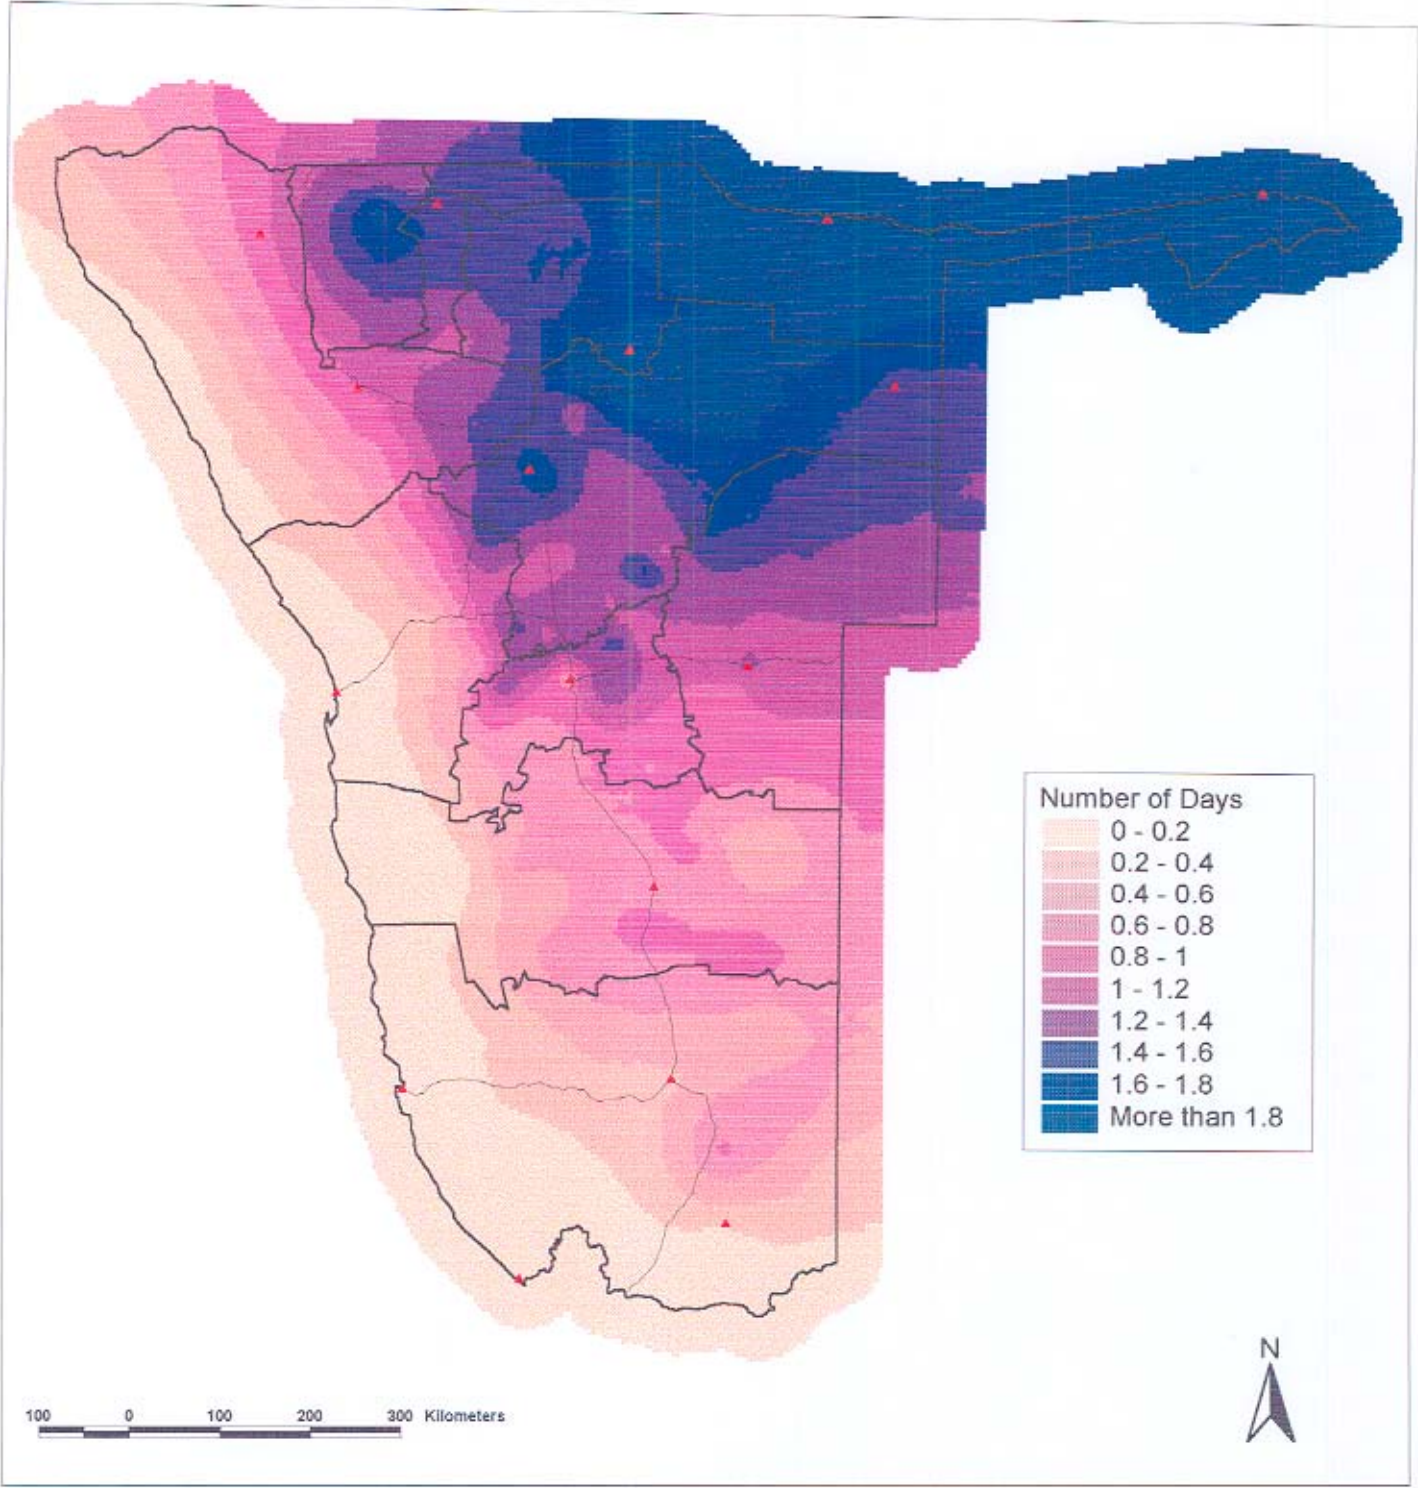 Number of Days
0 - 0.2
0.2 - 0.4
0.4 - 0.6
0.6 - 0.8
0.8 - 1
1 - 1.2
1.2 - 1.4
1.4 - 1.6
1.6 - 1.8
More than 1.8
N
100 0 100 200 300 Kilometers